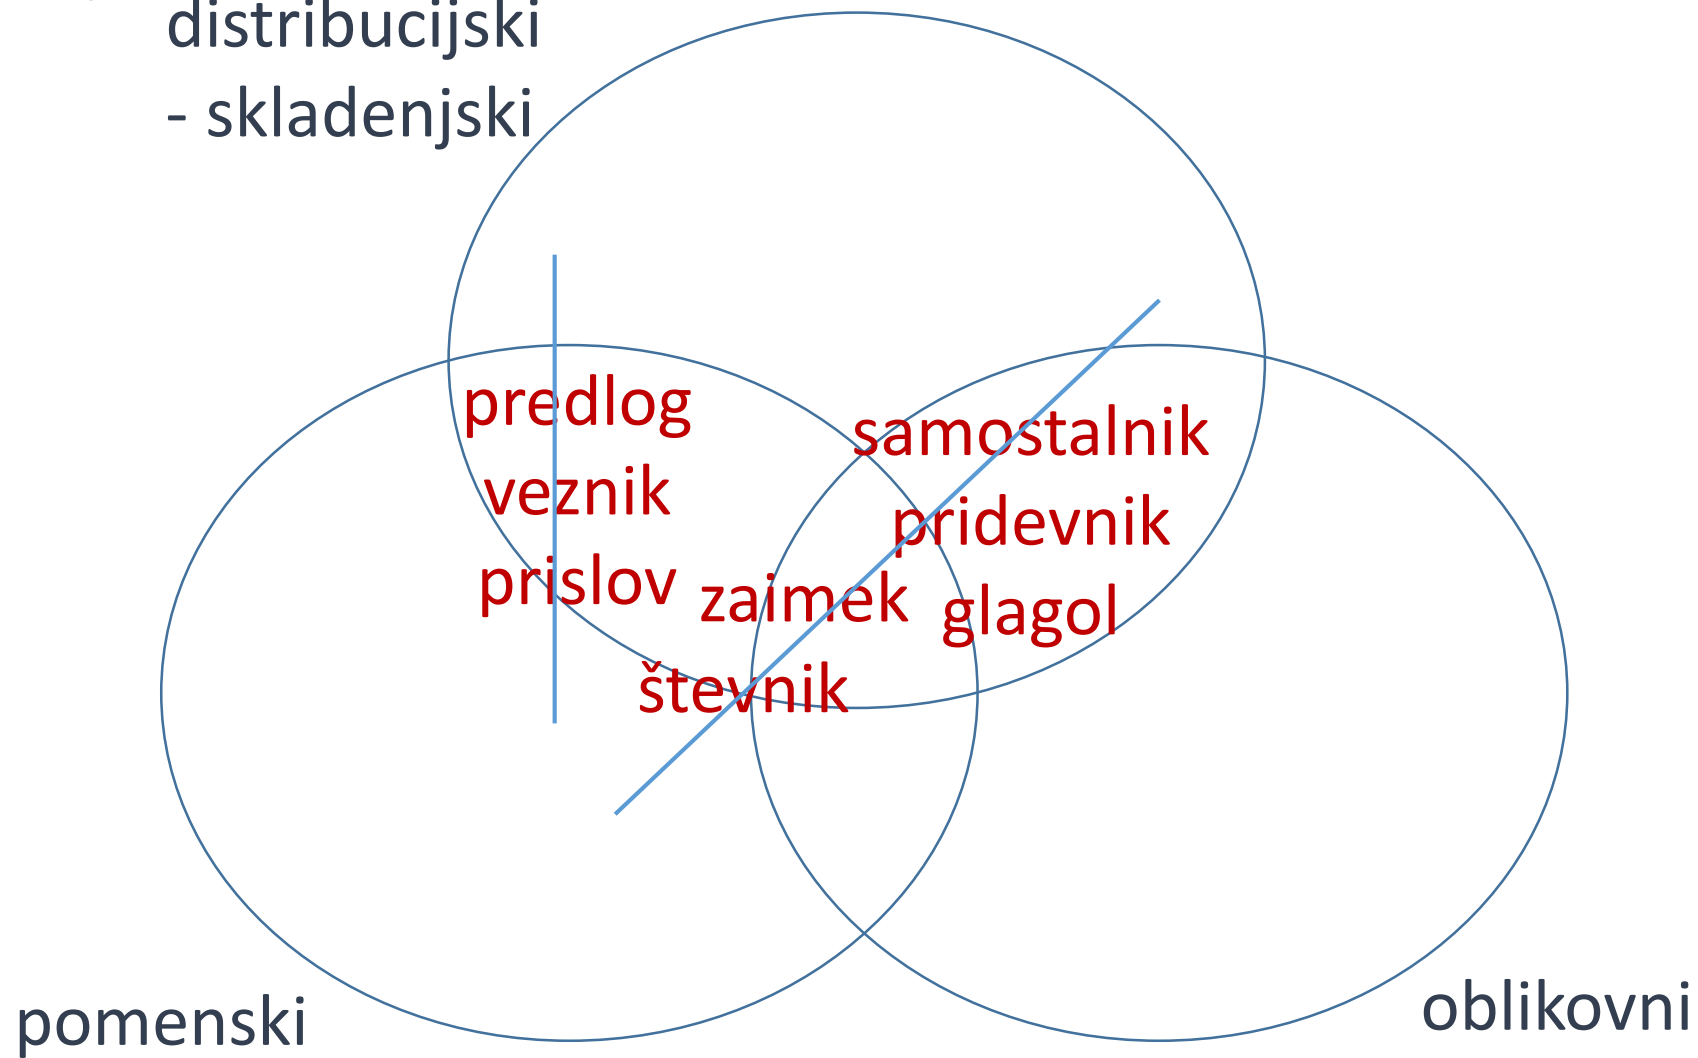 distribucijski
- skladenjski
predlog
veznik
prislov
samostalnik
pridevnik
glagol
zaimek
števnik
pomenski
oblikovni